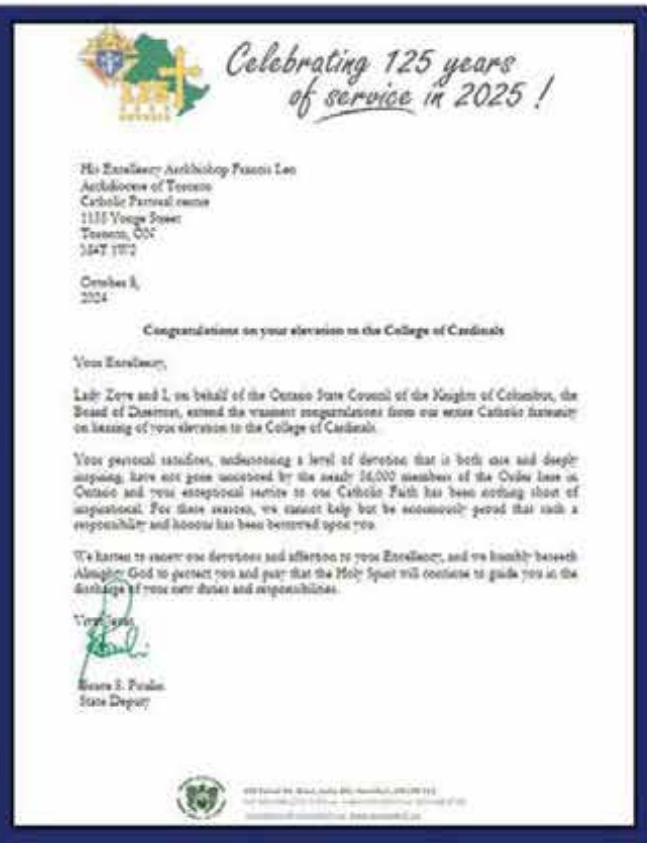 Celebrating 125 years
of service in 2025 !
His Excellency Archbishop Francis Leo
Archdiocese of Toronto
Catholic Pastoral centre
1155 Yonge Street
Toronto, ON
M4T 1W2
October 8,
2024
Congratulations on your elevation to the College of Cardinals
Your Excellency,
Lady Zove and I, on behalf of the Ontario State Council of the Knights of Columbus, the
Board of Directors, extend the warmest congratulations from our entire Catholic fraternity
on hearing of your elevation to the College of Cardinals.
Your personal sacrifices, underscoring a level of devotion that is both rare and deeply
inspiring, have not gone unnoticed by the nearly 56,000 members of the Order here in
Ontario and your exceptional service to our Catholic Faith has been nothing short of
inspirational. For these reasons, we cannot help but be enormously proud that such a
responsibility and honour has been bestowed upon you.
We hasten to renew our devotions and affection to your Excellency, and we humbly beseech
Almighty God to protect you and pray that the Holy Spirit will continue to guide you in the
discharge of your new duties and responsibilities.
State Deputy